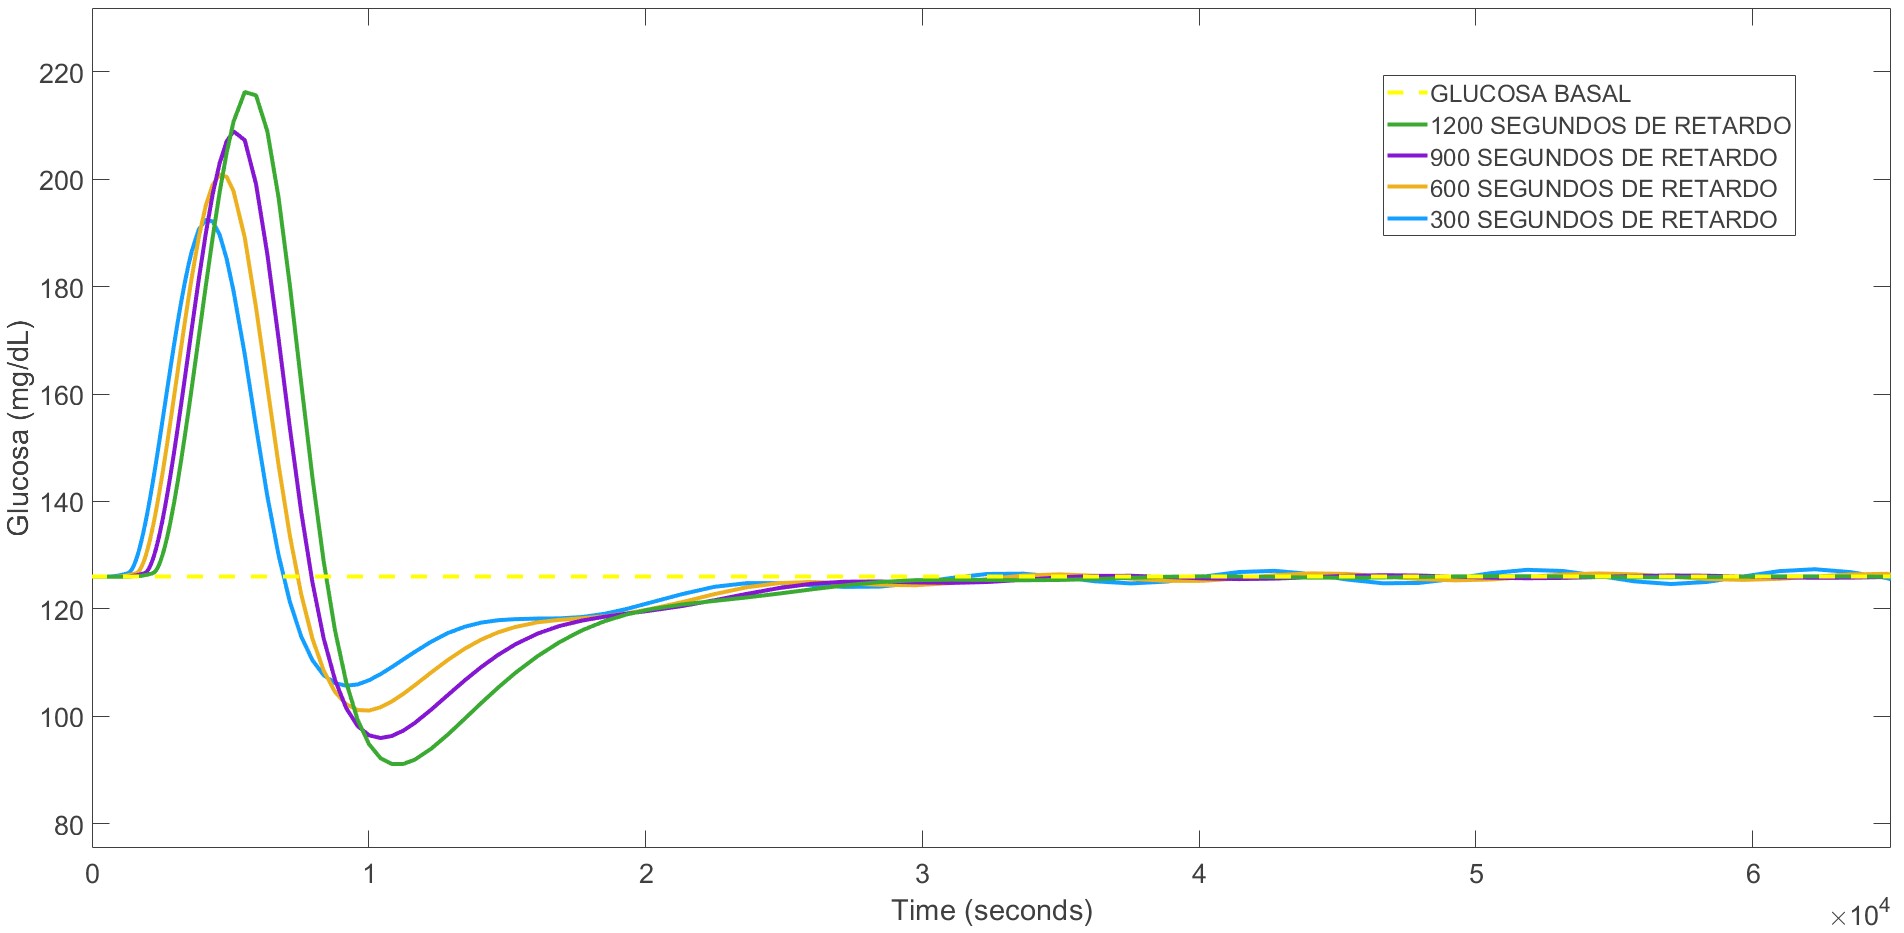 220
200
180
160
140
120
100
80
Glucosa (mg/dL)
GLUCOSA BASAL
1200 SEGUNDOS DE RETARDO
900 SEGUNDOS DE RETARDO
600 SEGUNDOS DE RETARDO
300 SEGUNDOS DE RETARDO
0 1 2 3 4 5 6
Time (seconds)
×10⁴